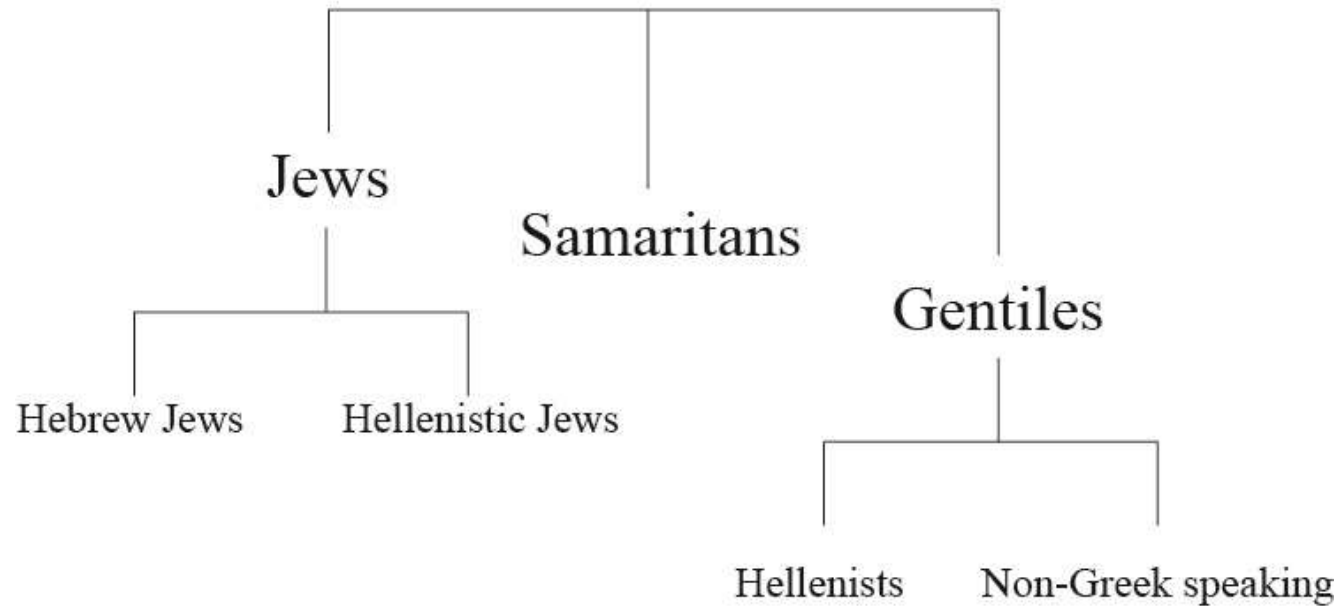 Jews
Samaritans
Gentiles
Hebrew Jews
Hellenistic Jews
Hellenists
Non-Greek speaking